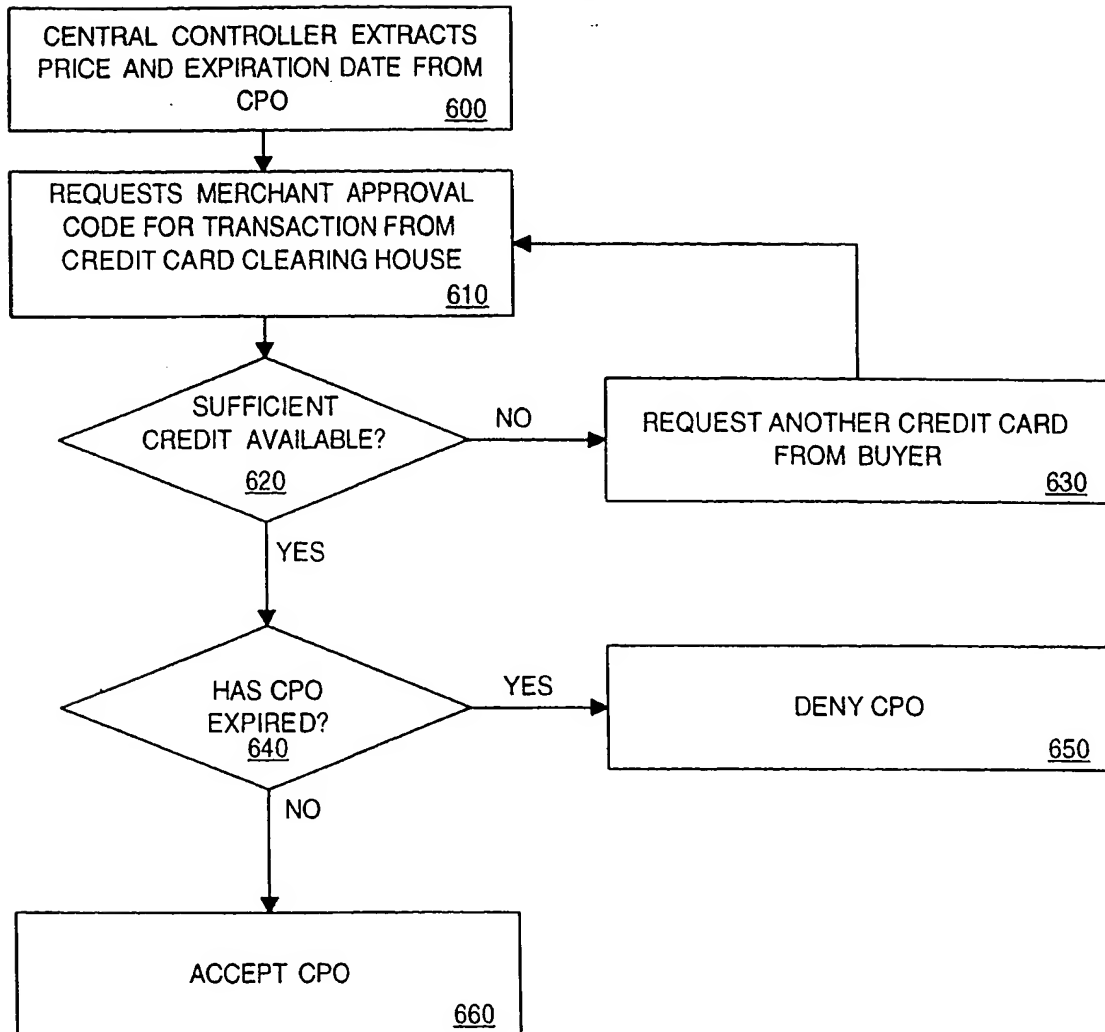 CENTRAL CONTROLLER EXTRACTS
PRICE AND EXPIRATION DATE FROM
CPO
600
REQUESTS MERCHANT APPROVAL
CODE FOR TRANSACTION FROM
CREDIT CARD CLEARING HOUSE
610
SUFFICIENT
CREDIT AVAILABLE?
620
NO
REQUEST ANOTHER CREDIT CARD
FROM BUYER
630
YES
HAS CPO
EXPIRED?
640
YES
DENY CPO
650
NO
ACCEPT CPO
660